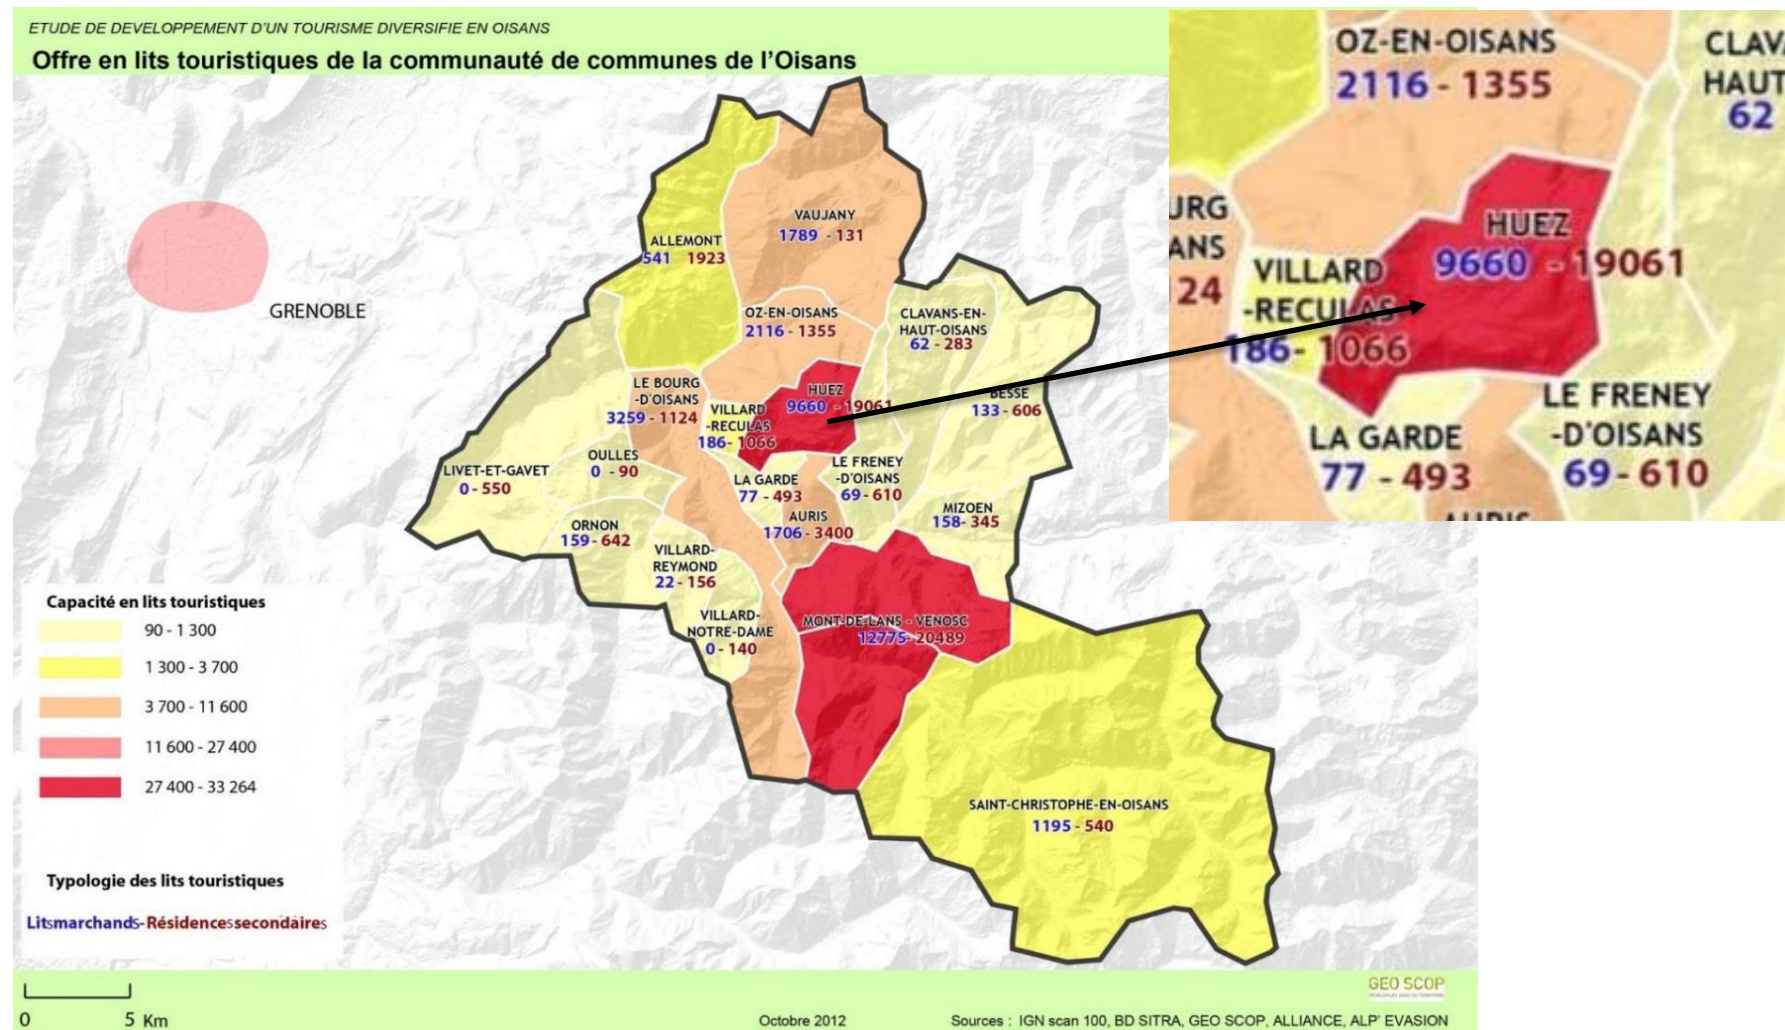 ETUDE DE DEVELOPPEMENT D'UN TOURISME DIVERSIFIE EN OISANS
Offre en lits touristiques de la communauté de communes de l'Oisans
GRENOBLE
ALLEMONT
541 1923
VAUJANY
1789 - 131
OZ-EN-OISANS
2116 - 1355
CLAVANS-EN-
HAUT-OISANS
62 - 283
LE BOURG
-D'OISANS
3259 - 1124
HUEZ
9660 - 19061
VILLARD
-RECULAS
186 - 1066
BESSE
133 - 606
LIVET-ET-GAVET
0 - 550
OULLES
0 - 90
LA GARDE
77 - 493
LE FRENEY
-D'OISANS
69 - 610
AURIS
1706 - 3400
MIZOEN
158 - 345
ORNON
159 - 642
VILLARD-
REYMOND
22 - 156
VILLARD-
NOTRE-DAME
0 - 140
MONT-DE-LANS - VENOSC
12775 - 20489
SAINT-CHRISTOPHE-EN-OISANS
1195 - 540
OZ-EN-OISANS
2116 - 1355
CLAV
HAUT
62
URG
ANS
24
HUEZ
9660 - 19061
VILLARD
-RECULAS
186 - 1066
LA GARDE
77 - 493
LE FRENEY
-D'OISANS
69 - 610
AURIS
Capacité en lits touristiques
90 - 1 300
1 300 - 3 700
3 700 - 11 600
11 600 - 27 400
27 400 - 33 264
Typologie des lits touristiques
Lits marchands - Résidences secondaires
0 5 Km
Octobre 2012
Sources : IGN scan 100, BD SITRA, GEO SCOP, ALLIANCE, ALP' EVASION
GEO SCOP